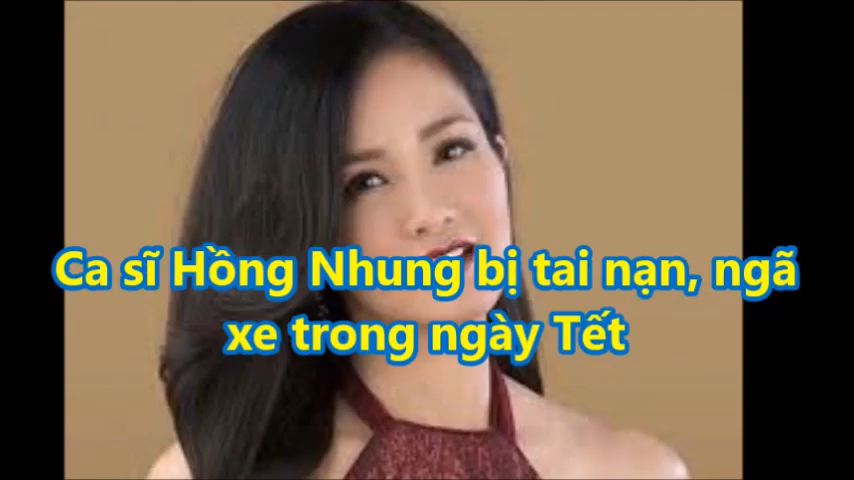 Ca sĩ Hồng Nhung bị tai nạn, ngã
xe trong ngày Tết